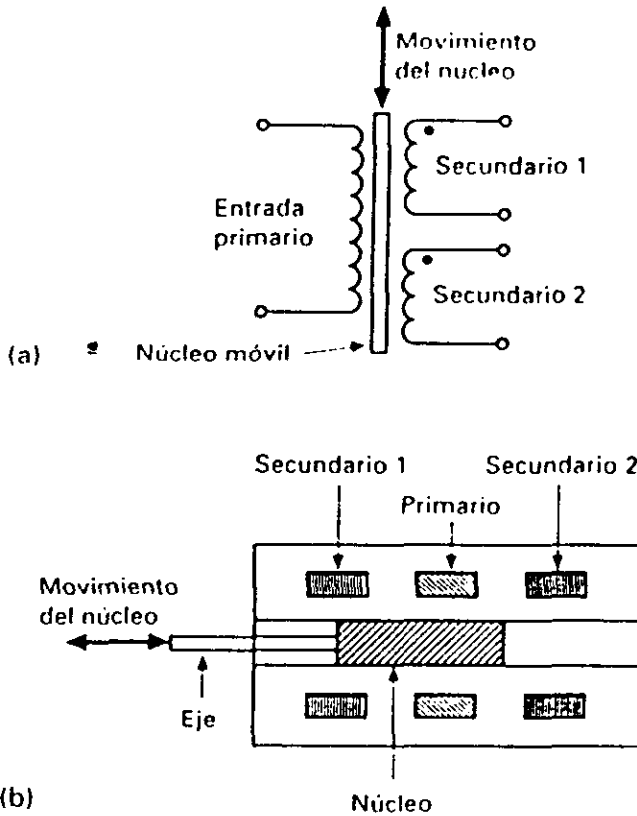 Movimiento
del nucleo
Secundario 1
Entrada
primario
Secundario 2
(a)
Núcleo móvil
Secundario 1
Secundario 2
Primario
Movimiento
del núcleo
Eje
(b)
Núcleo